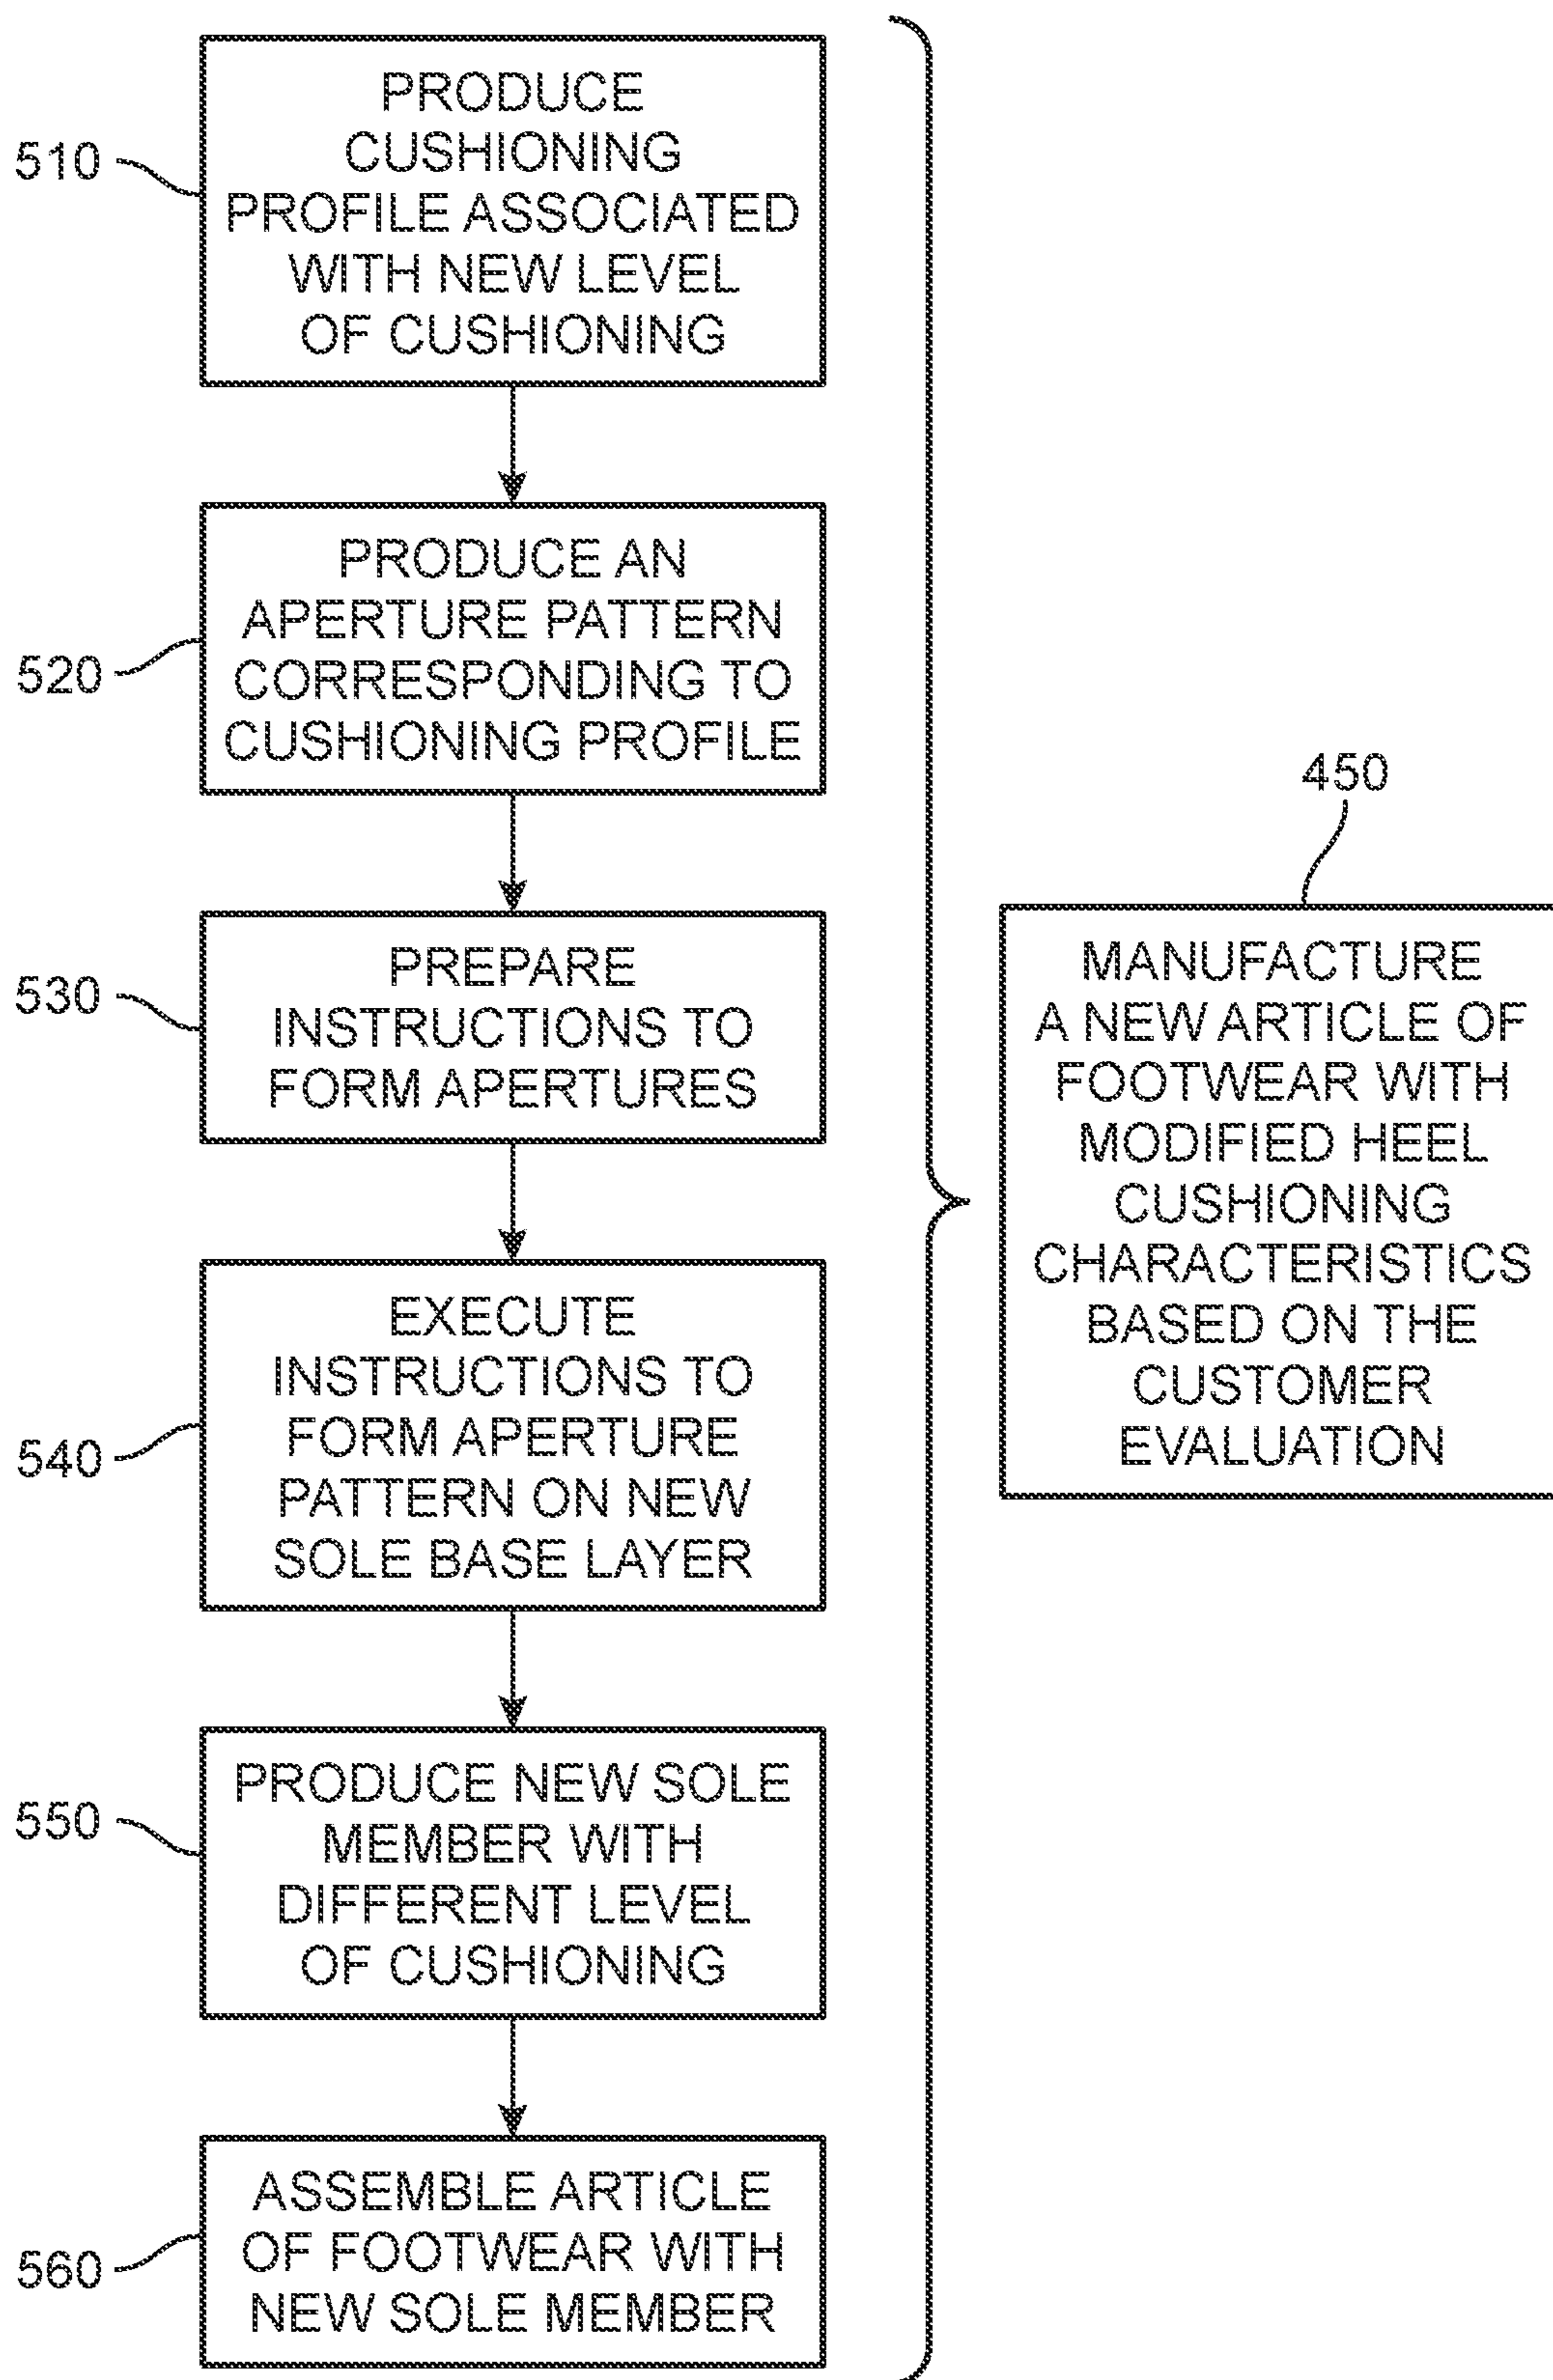 510
PRODUCE
CUSHIONING
PROFILE ASSOCIATED
WITH NEW LEVEL
OF CUSHIONING
520
PRODUCE AN
APERTURE PATTERN
CORRESPONDING TO
CUSHIONING PROFILE
530
PREPARE
INSTRUCTIONS TO
FORM APERTURES
540
EXECUTE
INSTRUCTIONS TO
FORM APERTURE
PATTERN ON NEW
SOLE BASE LAYER
550
PRODUCE NEW SOLE
MEMBER WITH
DIFFERENT LEVEL
OF CUSHIONING
560
ASSEMBLE ARTICLE
OF FOOTWEAR WITH
NEW SOLE MEMBER
450
MANUFACTURE
A NEW ARTICLE OF
FOOTWEAR WITH
MODIFIED HEEL
CUSHIONING
CHARACTERISTICS
BASED ON THE
CUSTOMER
EVALUATION